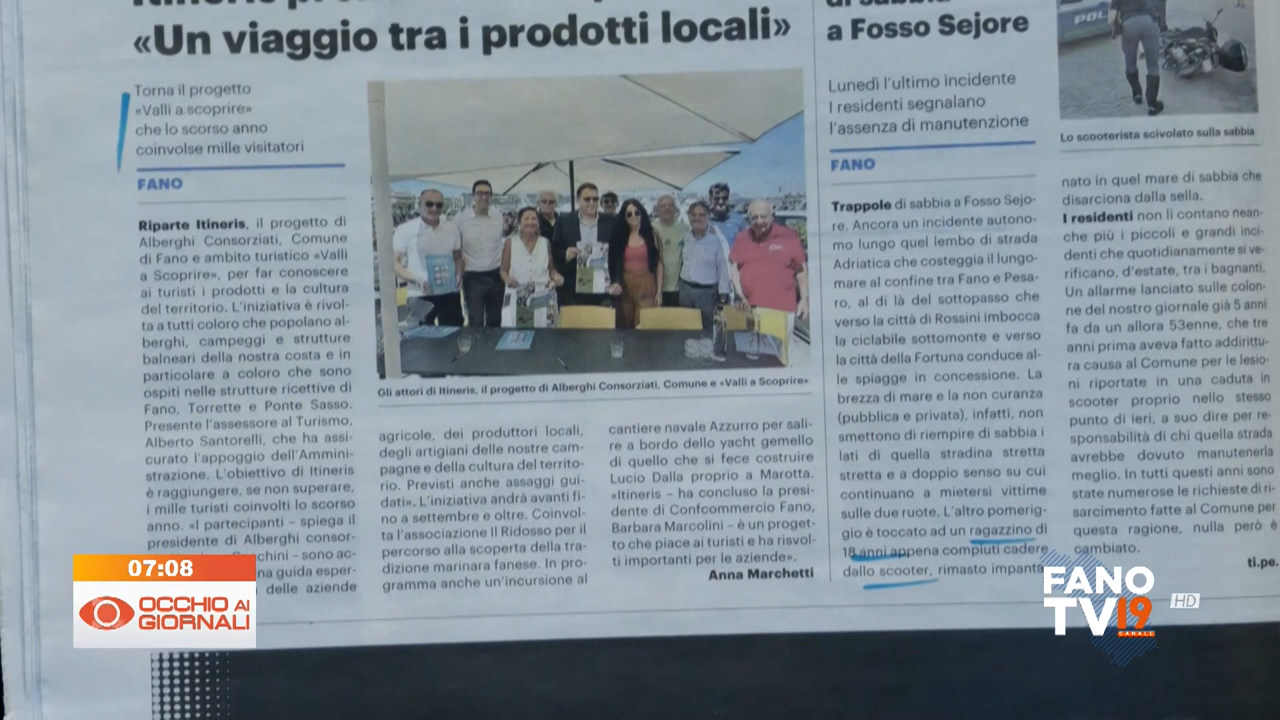 «Un viaggio tra i prodotti locali»
Torna il progetto
«Valli a scoprire»
che lo scorso anno
coinvolse mille visitatori
FANO
Riparte Itineris, il progetto di
Alberghi Consorziati, Comune
di Fano e ambito turistico «Valli
a Scoprire», per far conoscere
ai turisti i prodotti e la cultura
del territorio. L'iniziativa è rivol-
ta a tutti coloro che popolano al-
berghi, campeggi e strutture
balneari della nostra costa e in
particolare a coloro che sono
ospiti nelle strutture ricettive di
Fano, Torrette e Ponte Sasso.
Presente l'assessore al Turismo,
Alberto Santorelli, che ha assi-
curato l'appoggio dell'Ammini-
strazione. L'obiettivo di Itineris
è raggiungere, se non superare,
i mille turisti coinvolti lo scorso
anno. «I partecipanti – spiega il
presidente di Alberghi consor-
sono ac-
na guida esper-
delle aziende
Gli attori di Itineris, il progetto di Alberghi Consorziati, Comune e «Valli a Scoprire»
agricole, dei produttori locali,
degli artigiani delle nostre cam-
pagne e della cultura del territo-
rio. Previsti anche assaggi gui-
dati». L'iniziativa andrà avanti fi-
no a settembre e oltre. Coinvol-
ta l'associazione Il Ridosso per il
percorso alla scoperta della tra-
dizione marinara fanese. In pro-
gramma anche un'incursione al
cantiere navale Azzurro per sali-
re a bordo dello yacht gemello
di quello che si fece costruire
Lucio Dalla proprio a Marotta.
«Itineris – ha concluso la presi-
dente di Confcommercio Fano,
Barbara Marcolini – è un proget-
to che piace ai turisti e ha risvol-
ti importanti per le aziende».
Anna Marchetti
di sabbia
a Fosso Sejore
Lunedì l'ultimo incidente
I residenti segnalano
l'assenza di manutenzione
FANO
Trappole di sabbia a Fosso Sejo-
re. Ancora un incidente autono-
mo lungo quel lembo di strada
Adriatica che costeggia il lungo-
mare al confine tra Fano e Pesa-
ro, al di là del sottopasso che
verso la città di Rossini imbocca
la ciclabile sottomonte e verso
la città della Fortuna conduce al-
le spiagge in concessione. La
brezza di mare e la non curanza
(pubblica e privata), infatti, non
smettono di riempire di sabbia i
lati di quella stradina stretta
stretta e a doppio senso su cui
continuano a mietersi vittime
sulle due ruote. L'altro pomerig-
gio è toccato ad un ragazzino di
18 anni appena compiuti cadere
dallo scooter, rimasto impanta-
POL
Lo scooterista scivolato sulla sabbia
nato in quel mare di sabbia che
disarciona dalla sella.
I residenti non li contano nean-
che più i piccoli e grandi inci-
denti che quotidianamente si ve-
rificano, d'estate, tra i bagnanti.
Un allarme lanciato sulle colon-
ne del nostro giornale già 5 anni
fa da un allora 53enne, che tre
anni prima aveva fatto addirittu-
ra causa al Comune per le lesio-
ni riportate in una caduta in
scooter proprio nello stesso
punto di ieri, a suo dire per re-
sponsabilità di chi quella strada
avrebbe dovuto manutenerla
meglio. In tutti questi anni sono
state numerose le richieste di ri-
sarcimento fatte al Comune per
questa ragione, nulla però è
cambiato.
ti.pe.
07:08
OCCHIO AI
GIORNALI
FANO
TV19
CANALE
HD